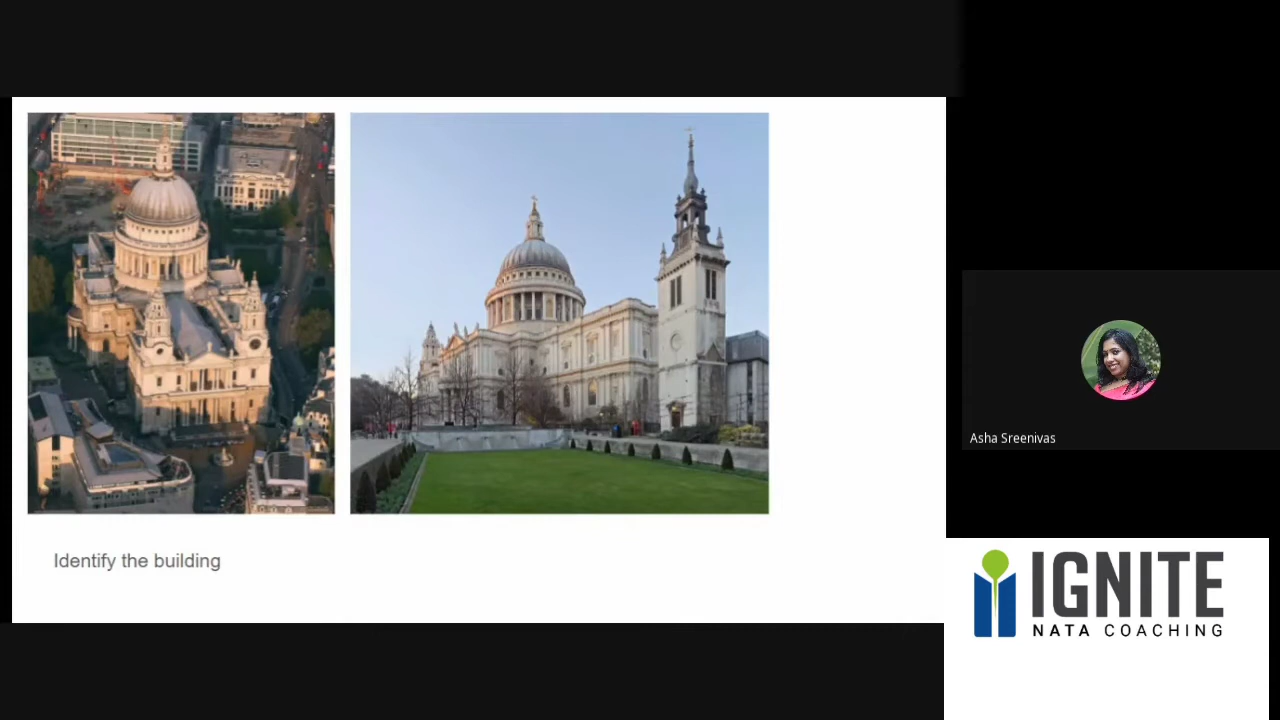 Identify the building
Asha Sreenivas
IGNITE
NATA COACHING